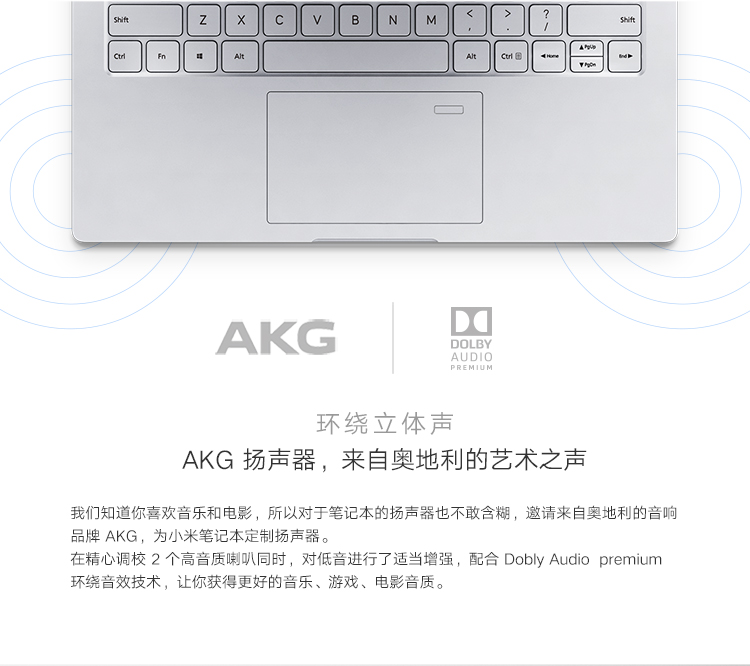 Shift Z X C V B N M < , > . ? / Shift
Ctrl Fn Alt Alt Ctrl Home PgUp PgDn End
AKG
DOLBY
AUDIO
PREMIUM
环绕立体声
AKG 扬声器，来自奥地利的艺术之声
我们知道你喜欢音乐和电影，所以对于笔记本的扬声器也不敢含糊，邀请来自奥地利的音响
品牌 AKG，为小米笔记本定制扬声器。
在精心调校 2 个高音质喇叭同时，对低音进行了适当增强，配合 Dobly Audio premium
环绕音效技术，让你获得更好的音乐、游戏、电影音质。